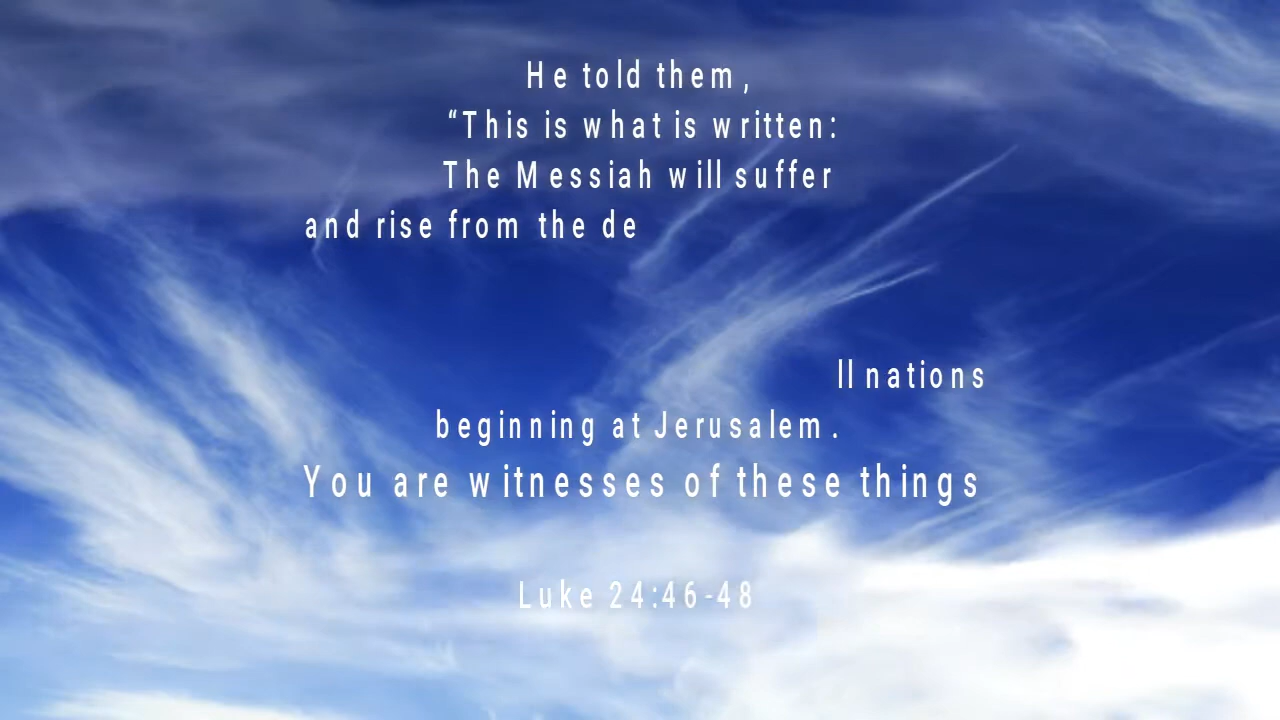 He told them,
“This is what is written:
The Messiah will suffer
and rise from the de
ll nations
beginning at Jerusalem.
You are witnesses of these things
Luke 24:46-48